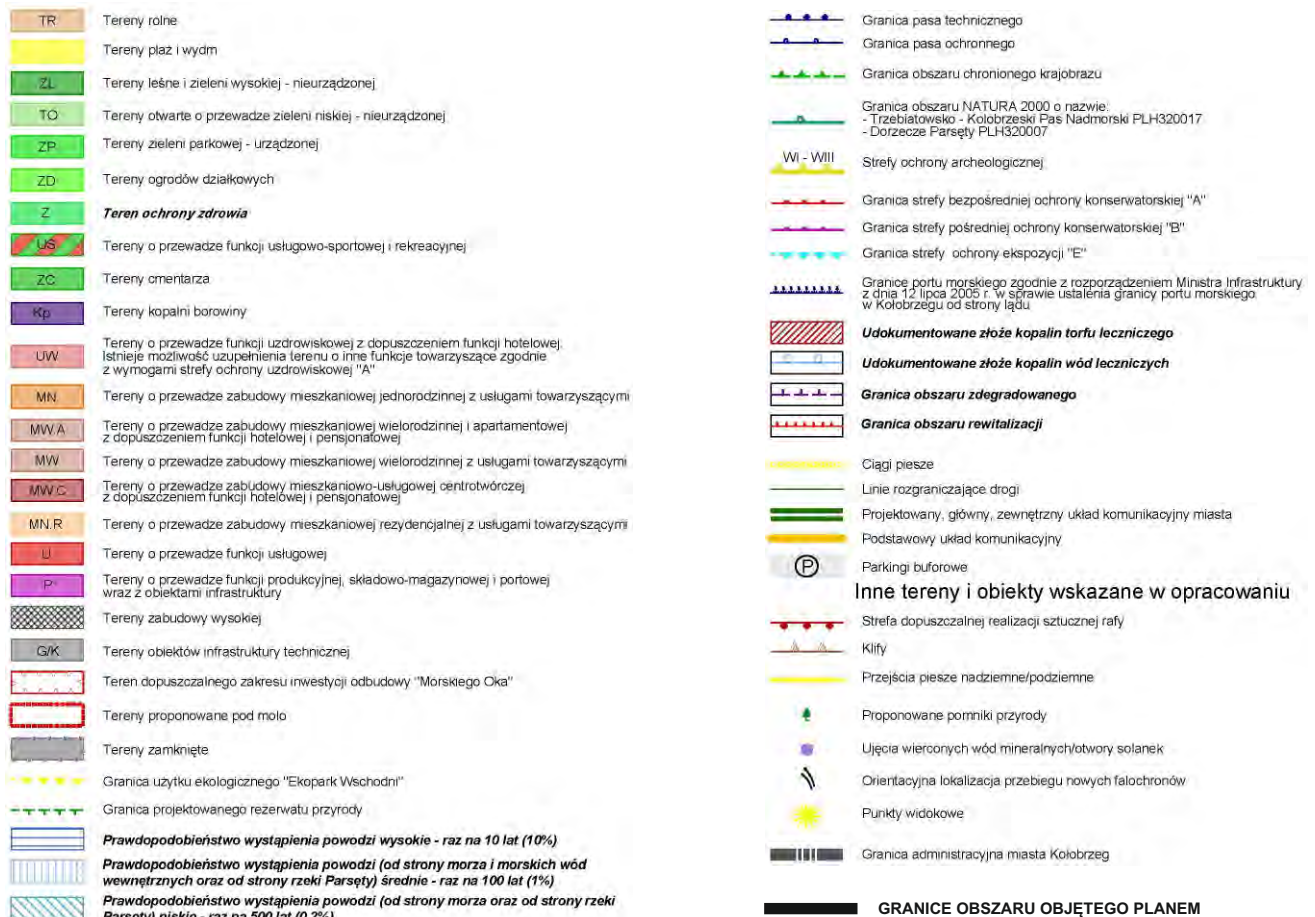 TR Tereny rolne
Tereny plaż i wydm
ZL Tereny leśne i zieleni wysokiej - nieurządzonej
TO Tereny otwarte o przewadze zieleni niskiej - nieurządzonej
ZP Tereny zieleni parkowej - urządzonej
ZD Tereny ogrodów działkowych
Z Teren ochrony zdrowia
US Tereny o przewadze funkcji usługowo-sportowej i rekreacyjnej
ZC Tereny cmentarza
Kp Tereny kopalni borowiny
UW Tereny o przewadze funkcji uzdrowiskowej z dopuszczeniem funkcji hotelowej.
Istnieje możliwość uzupełnienia terenu o inne funkcje towarzyszące zgodnie
z wymogami strefy ochrony uzdrowiskowej "A"
MN Tereny o przewadze zabudowy mieszkaniowej jednorodzinnej z usługami towarzyszącymi
MW.A Tereny o przewadze zabudowy mieszkaniowej wielorodzinnej i apartamentowej
z dopuszczeniem funkcji hotelowej i pensjonatowej
MW Tereny o przewadze zabudowy mieszkaniowej wielorodzinnej z usługami towarzyszącymi
MW.C Tereny o przewadze zabudowy mieszkaniowo-usługowej centrotwórczej
z dopuszczeniem funkcji hotelowej i pensjonatowej
MN.R Tereny o przewadze zabudowy mieszkaniowej rezydencjalnej z usługami towarzyszącymi
U Tereny o przewadze funkcji usługowej
P Tereny o przewadze funkcji produkcyjnej, składowo-magazynowej i portowej
wraz z obiektami infrastruktury
Tereny zabudowy wysokiej
G/K Tereny obiektów infrastruktury technicznej
Teren dopuszczalnego zakresu inwestycji odbudowy "Morskiego Oka"
Tereny proponowane pod molo
Tereny zamknięte
Granica użytku ekologicznego "Ekopark Wschodni"
Granica projektowanego rezerwatu przyrody
Prawdopodobieństwo wystąpienia powodzi wysokie - raz na 10 lat (10%)
Prawdopodobieństwo wystąpienia powodzi (od strony morza i morskich wód
wewnętrznych oraz od strony rzeki Parsęty) średnie - raz na 100 lat (1%)
Prawdopodobieństwo wystąpienia powodzi (od strony morza oraz od strony rzeki
Parsęty) niskie - raz na 500 lat (0,2%)
Granica pasa technicznego
Granica pasa ochronnego
Granica obszaru chronionego krajobrazu
Granica obszaru NATURA 2000 o nazwie:
- Trzebiatowsko - Kołobrzeski Pas Nadmorski PLH320017
- Dorzecze Parsęty PLH320007
WI - WIII Strefy ochrony archeologicznej
Granica strefy bezpośredniej ochrony konserwatorskiej "A"
Granica strefy pośredniej ochrony konserwatorskiej "B"
Granica strefy ochrony ekspozycji "E"
Granice portu morskiego zgodnie z rozporządzeniem Ministra Infrastruktury
z dnia 12 lipca 2005 r. w sprawie ustalenia granicy portu morskiego
w Kołobrzegu od strony lądu
Udokumentowane złoże kopalin torfu leczniczego
Udokumentowane złoże kopalin wód leczniczych
Granica obszaru zdegradowanego
Granica obszaru rewitalizacji
Ciągi piesze
Linie rozgraniczające drogi
Projektowany, główny, zewnętrzny układ komunikacyjny miasta
Podstawowy układ komunikacyjny
P Parkingi buforowe
Inne tereny i obiekty wskazane w opracowaniu
Strefa dopuszczalnej realizacji sztucznej rafy
Klify
Przejścia piesze nadziemne/podziemne
Proponowane pomniki przyrody
Ujęcia wierconych wód mineralnych/otwory solanek
Orientacyjna lokalizacja przebiegu nowych falochronów
Punkty widokowe
Granica administracyjna miasta Kołobrzeg
GRANICE OBSZARU OBJĘTEGO PLANEM